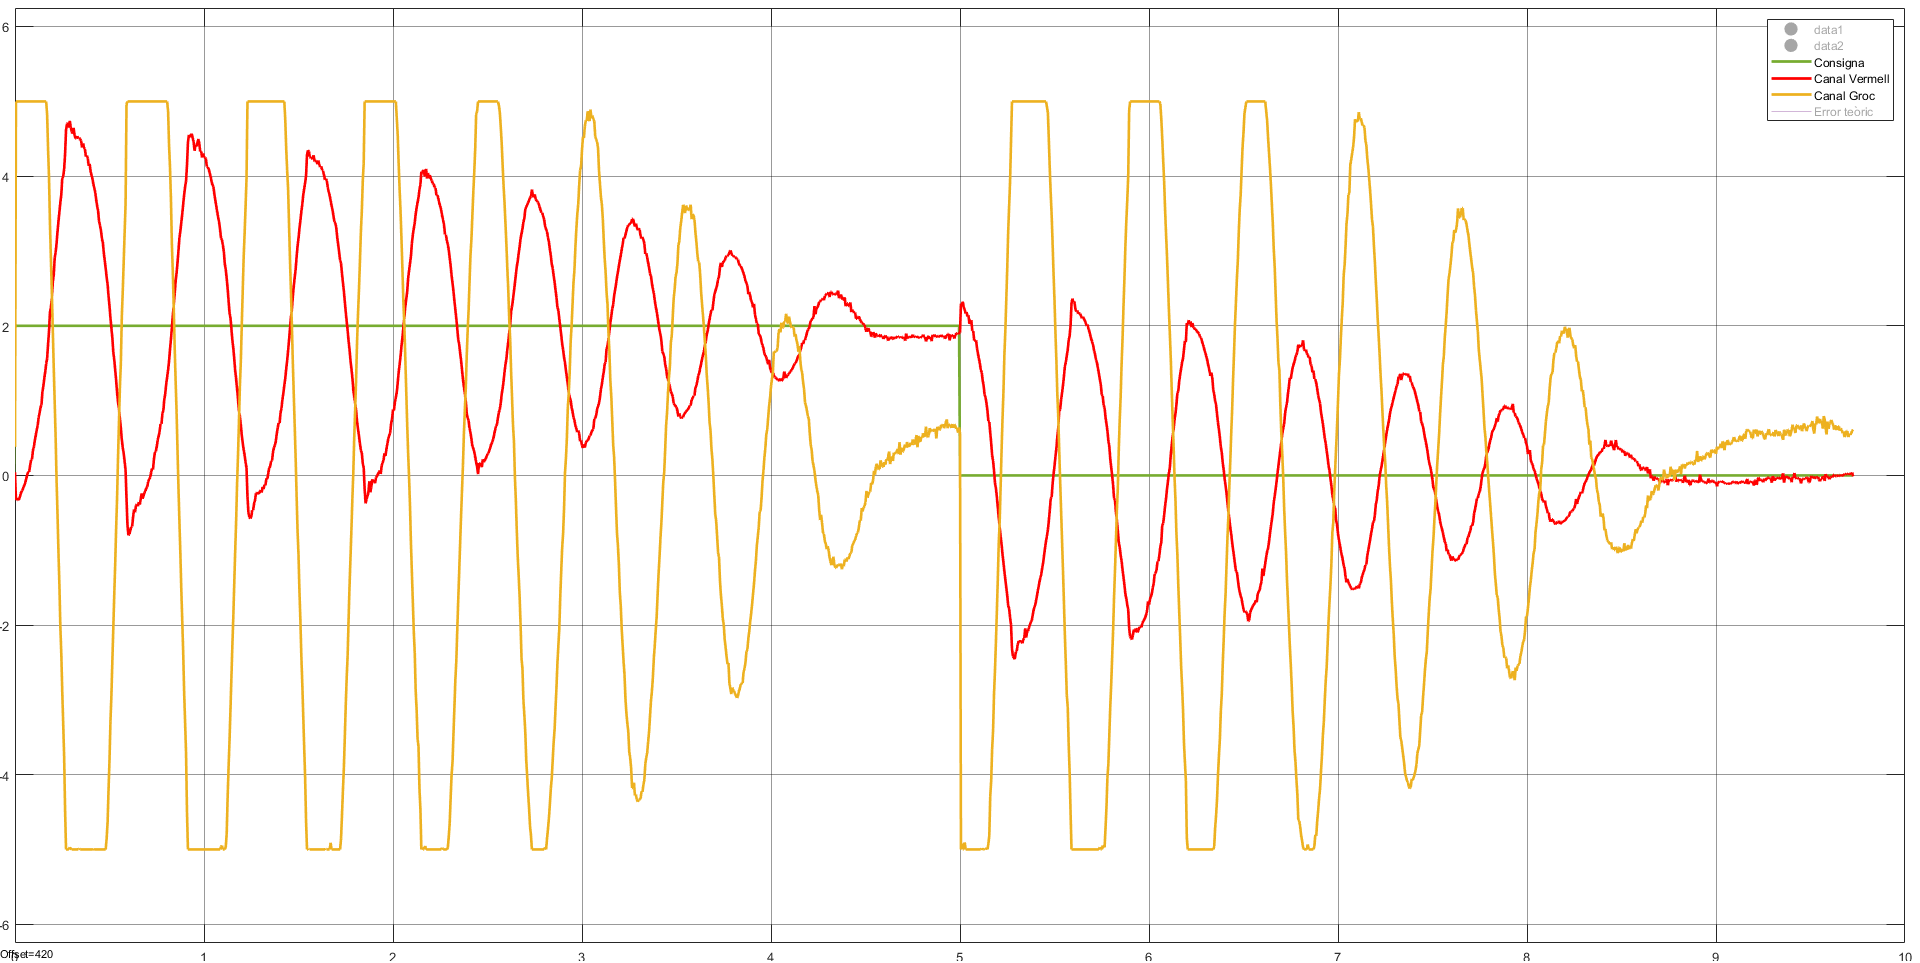 data1
data2
Consigna
Canal Vermell
Canal Groc
Error teòric
6
4
2
0
-2
-4
-6
1
2
3
4
5
6
7
8
9
10
Offset=420